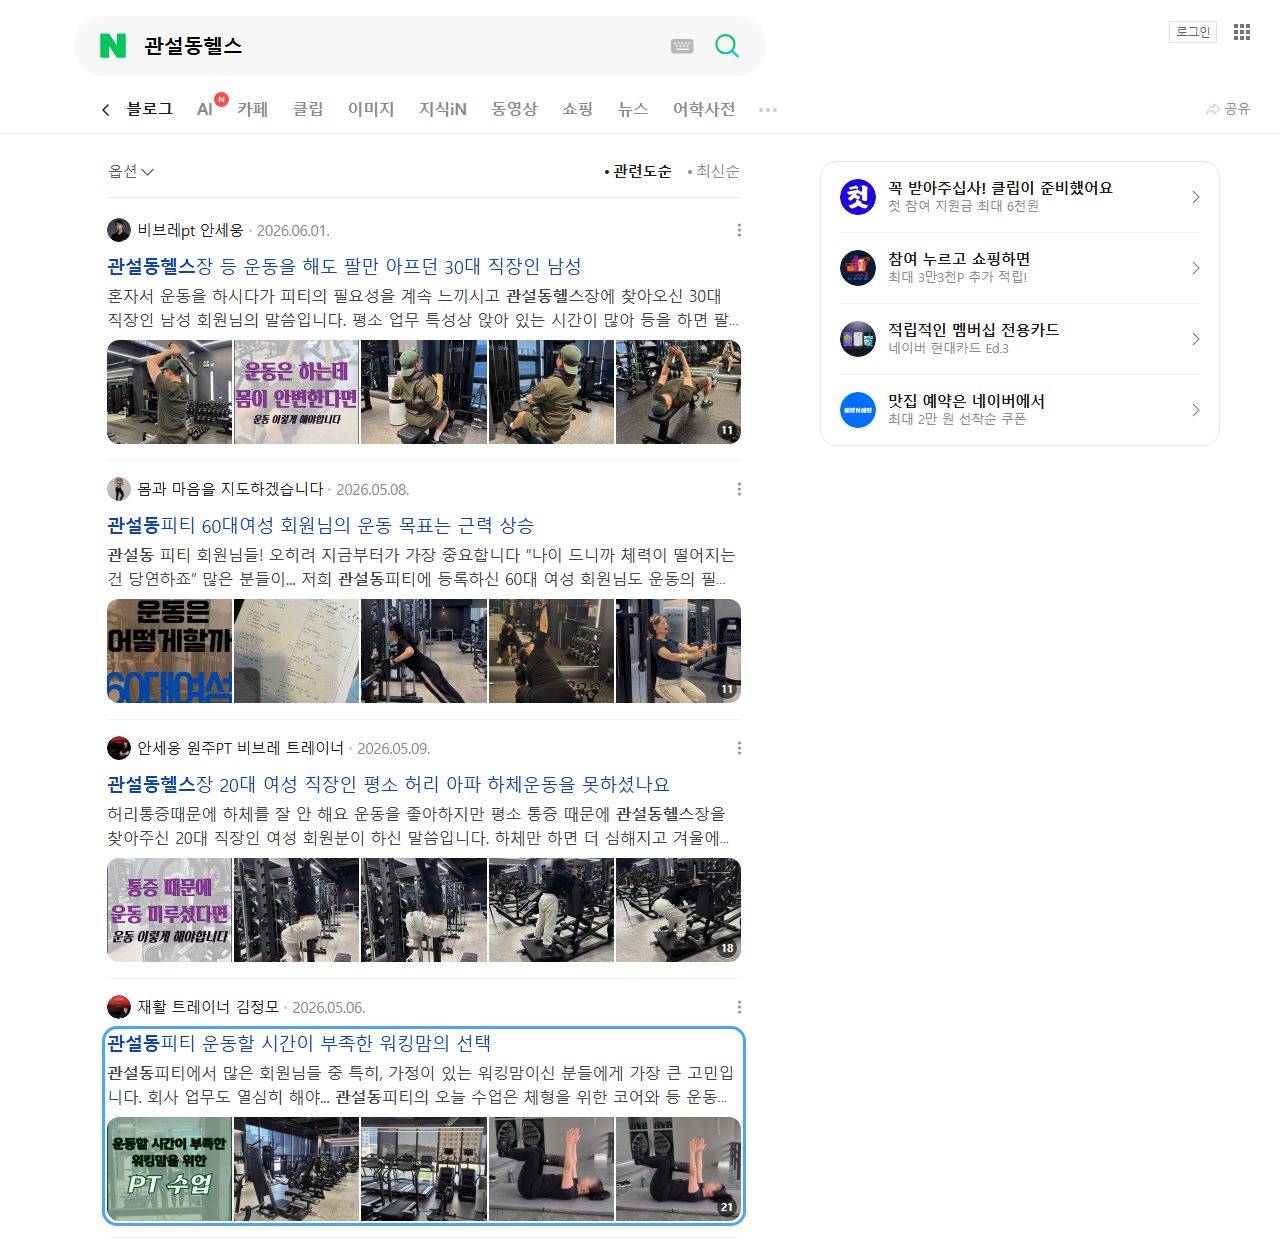 관설동헬스
로그인
블로그 AI N 카페 클립 이미지 지식iN 동영상 쇼핑 뉴스 어학사전
공유
옵션
• 관련도순 • 최신순
비브레pt 안세웅 · 2026.06.01.
관설동헬스장 등 운동을 해도 팔만 아프던 30대 직장인 남성
혼자서 운동을 하시다가 피티의 필요성을 계속 느끼시고 관설동헬스장에 찾아오신 30대
직장인 남성 회원님의 말씀입니다. 평소 업무 특성상 앉아 있는 시간이 많아 등을 하면 팔...
운동은 하는데
몸이 안변한다면
운동 이렇게 해야합니다
11
몸과 마음을 지도하겠습니다 · 2026.05.08.
관설동피티 60대여성 회원님의 운동 목표는 근력 상승
관설동 피티 회원님들! 오히려 지금부터가 가장 중요합니다 “나이 드니까 체력이 떨어지는
건 당연하죠” 많은 분들이... 저희 관설동피티에 등록하신 60대 여성 회원님도 운동의 필...
운동은
어떻게할까
60대여성
11
안세웅 원주PT 비브레 트레이너 · 2026.05.09.
관설동헬스장 20대 여성 직장인 평소 허리 아파 하체운동을 못하셨나요
허리통증때문에 하체를 잘 안 해요 운동을 좋아하지만 평소 통증 때문에 관설동헬스장을
찾아주신 20대 직장인 여성 회원분이 하신 말씀입니다. 하체만 하면 더 심해지고 겨울에...
통증 때문에
운동 미루셨다면
운동 이렇게 해야합니다
18
재활 트레이너 김정모 · 2026.05.06.
관설동피티 운동할 시간이 부족한 워킹맘의 선택
관설동피티에서 많은 회원님들 중 특히, 가정이 있는 워킹맘이신 분들에게 가장 큰 고민입
니다. 회사 업무도 열심히 해야... 관설동피티의 오늘 수업은 체형을 위한 코어와 등 운동...
운동할 시간이 부족한
워킹맘을 위한
PT 수업
21
첫
꼭 받아주십사! 클립이 준비했어요
첫 참여 지원금 최대 6천원
참여 누르고 쇼핑하면
최대 3만3천P 추가 적립!
적립적인 멤버십 전용카드
네이버 현대카드 Ed.3
맛집 예약은 네이버에서
최대 2만 원 선착순 쿠폰